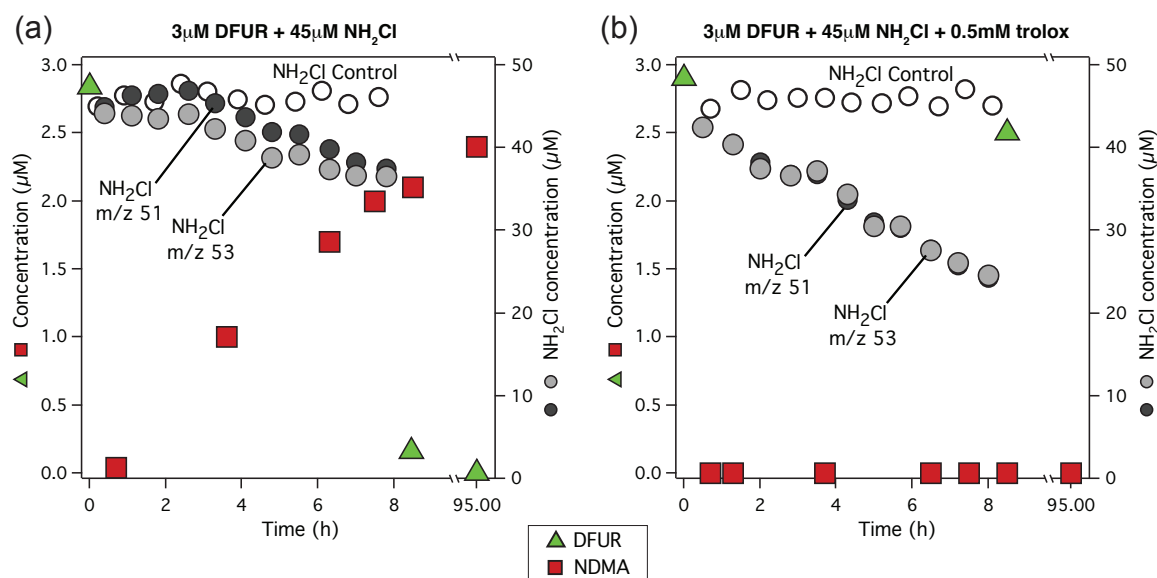 (a)
3μM DFUR + 45μM NH₂Cl
3.0
2.5
2.0
1.5
1.0
0.5
0.0
Concentration (μM)
50
40
30
20
10
0
NH₂Cl concentration (μM)
NH₂Cl Control
NH₂Cl
m/z 51
NH₂Cl
m/z 53
0
2
4
6
8
95.00
Time (h)
(b)
3μM DFUR + 45μM NH₂Cl + 0.5mM trolox
3.0
2.5
2.0
1.5
1.0
0.5
0.0
Concentration (μM)
50
40
30
20
10
0
NH₂Cl concentration (μM)
NH₂Cl Control
NH₂Cl
m/z 51
NH₂Cl
m/z 53
0
2
4
6
8
95.00
Time (h)
DFUR
NDMA